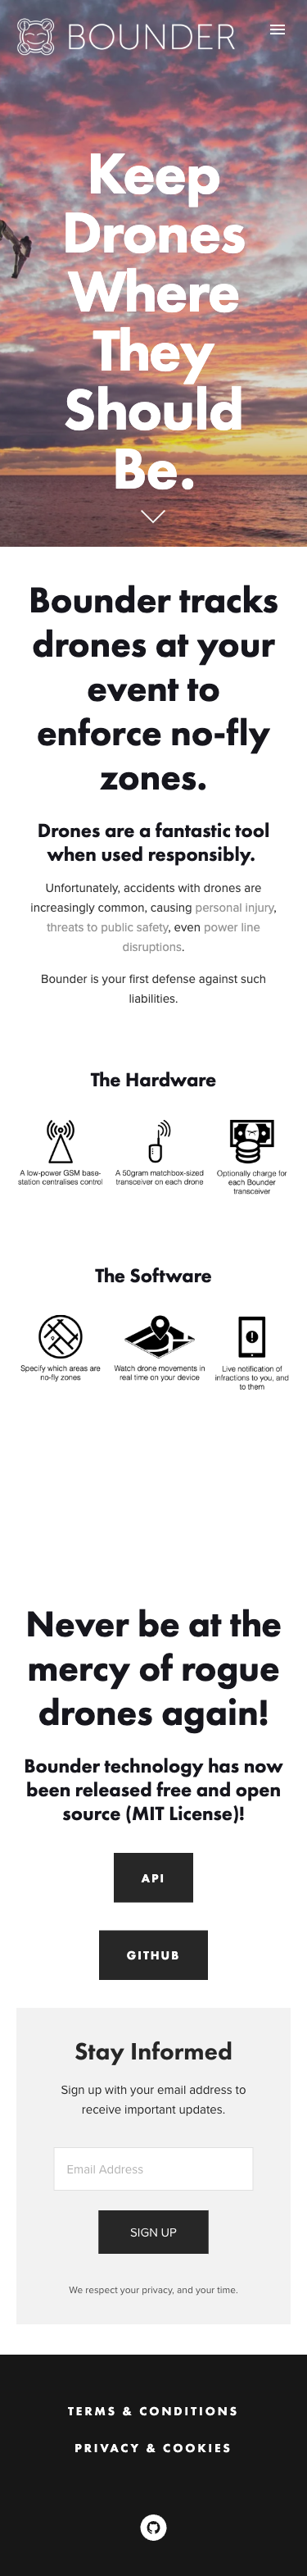 BOUNDER
Keep
Drones
Where
They
Should
Be.
Bounder tracks
drones at your
event to
enforce no-fly
zones.
Drones are a fantastic tool
when used responsibly.
Unfortunately, accidents with drones are
increasingly common, causing personal injury,
threats to public safety, even power line
disruptions.
Bounder is your first defense against such
liabilities.
The Hardware
A low-power GSM base-
station centralises control
A 50gram matchbox-sized
transceiver on each drone
Optionally charge for
each Bounder
transceiver
The Software
Specify which areas are
no-fly zones
Watch drone movements in
real time on your device
Live notification of
infractions to you, and
to them
Never be at the
mercy of rogue
drones again!
Bounder technology has now
been released free and open
source (MIT License)!
API
GITHUB
Stay Informed
Sign up with your email address to
receive important updates.
Email Address
SIGN UP
We respect your privacy, and your time.
TERMS & CONDITIONS
PRIVACY & COOKIES